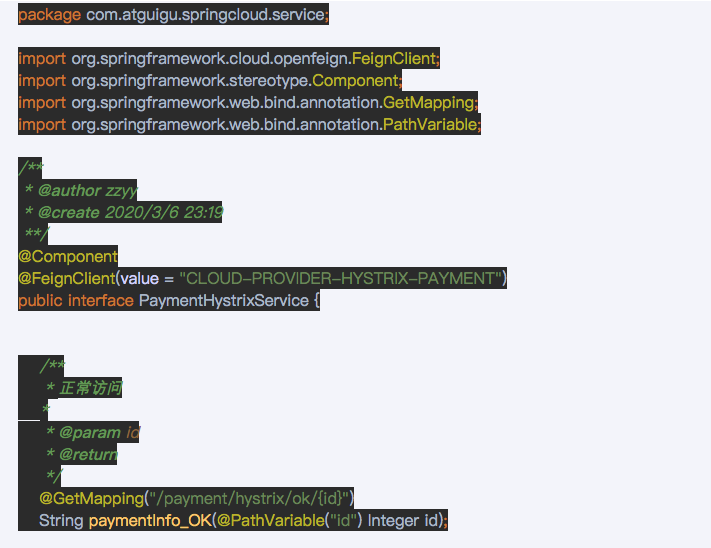 package com.atguigu.springcloud.service;
import org.springframework.cloud.openfeign.FeignClient;
import org.springframework.stereotype.Component;
import org.springframework.web.bind.annotation.GetMapping;
import org.springframework.web.bind.annotation.PathVariable;
/**
* @author zzyy
* @create 2020/3/6 23:19
**/
@Component
@FeignClient(value = "CLOUD-PROVIDER-HYSTRIX-PAYMENT")
public interface PaymentHystrixService {
/**
* 正常访问
*
* @param id
* @return
*/
@GetMapping("/payment/hystrix/ok/{id}")
String paymentInfo_OK(@PathVariable("id") Integer id);